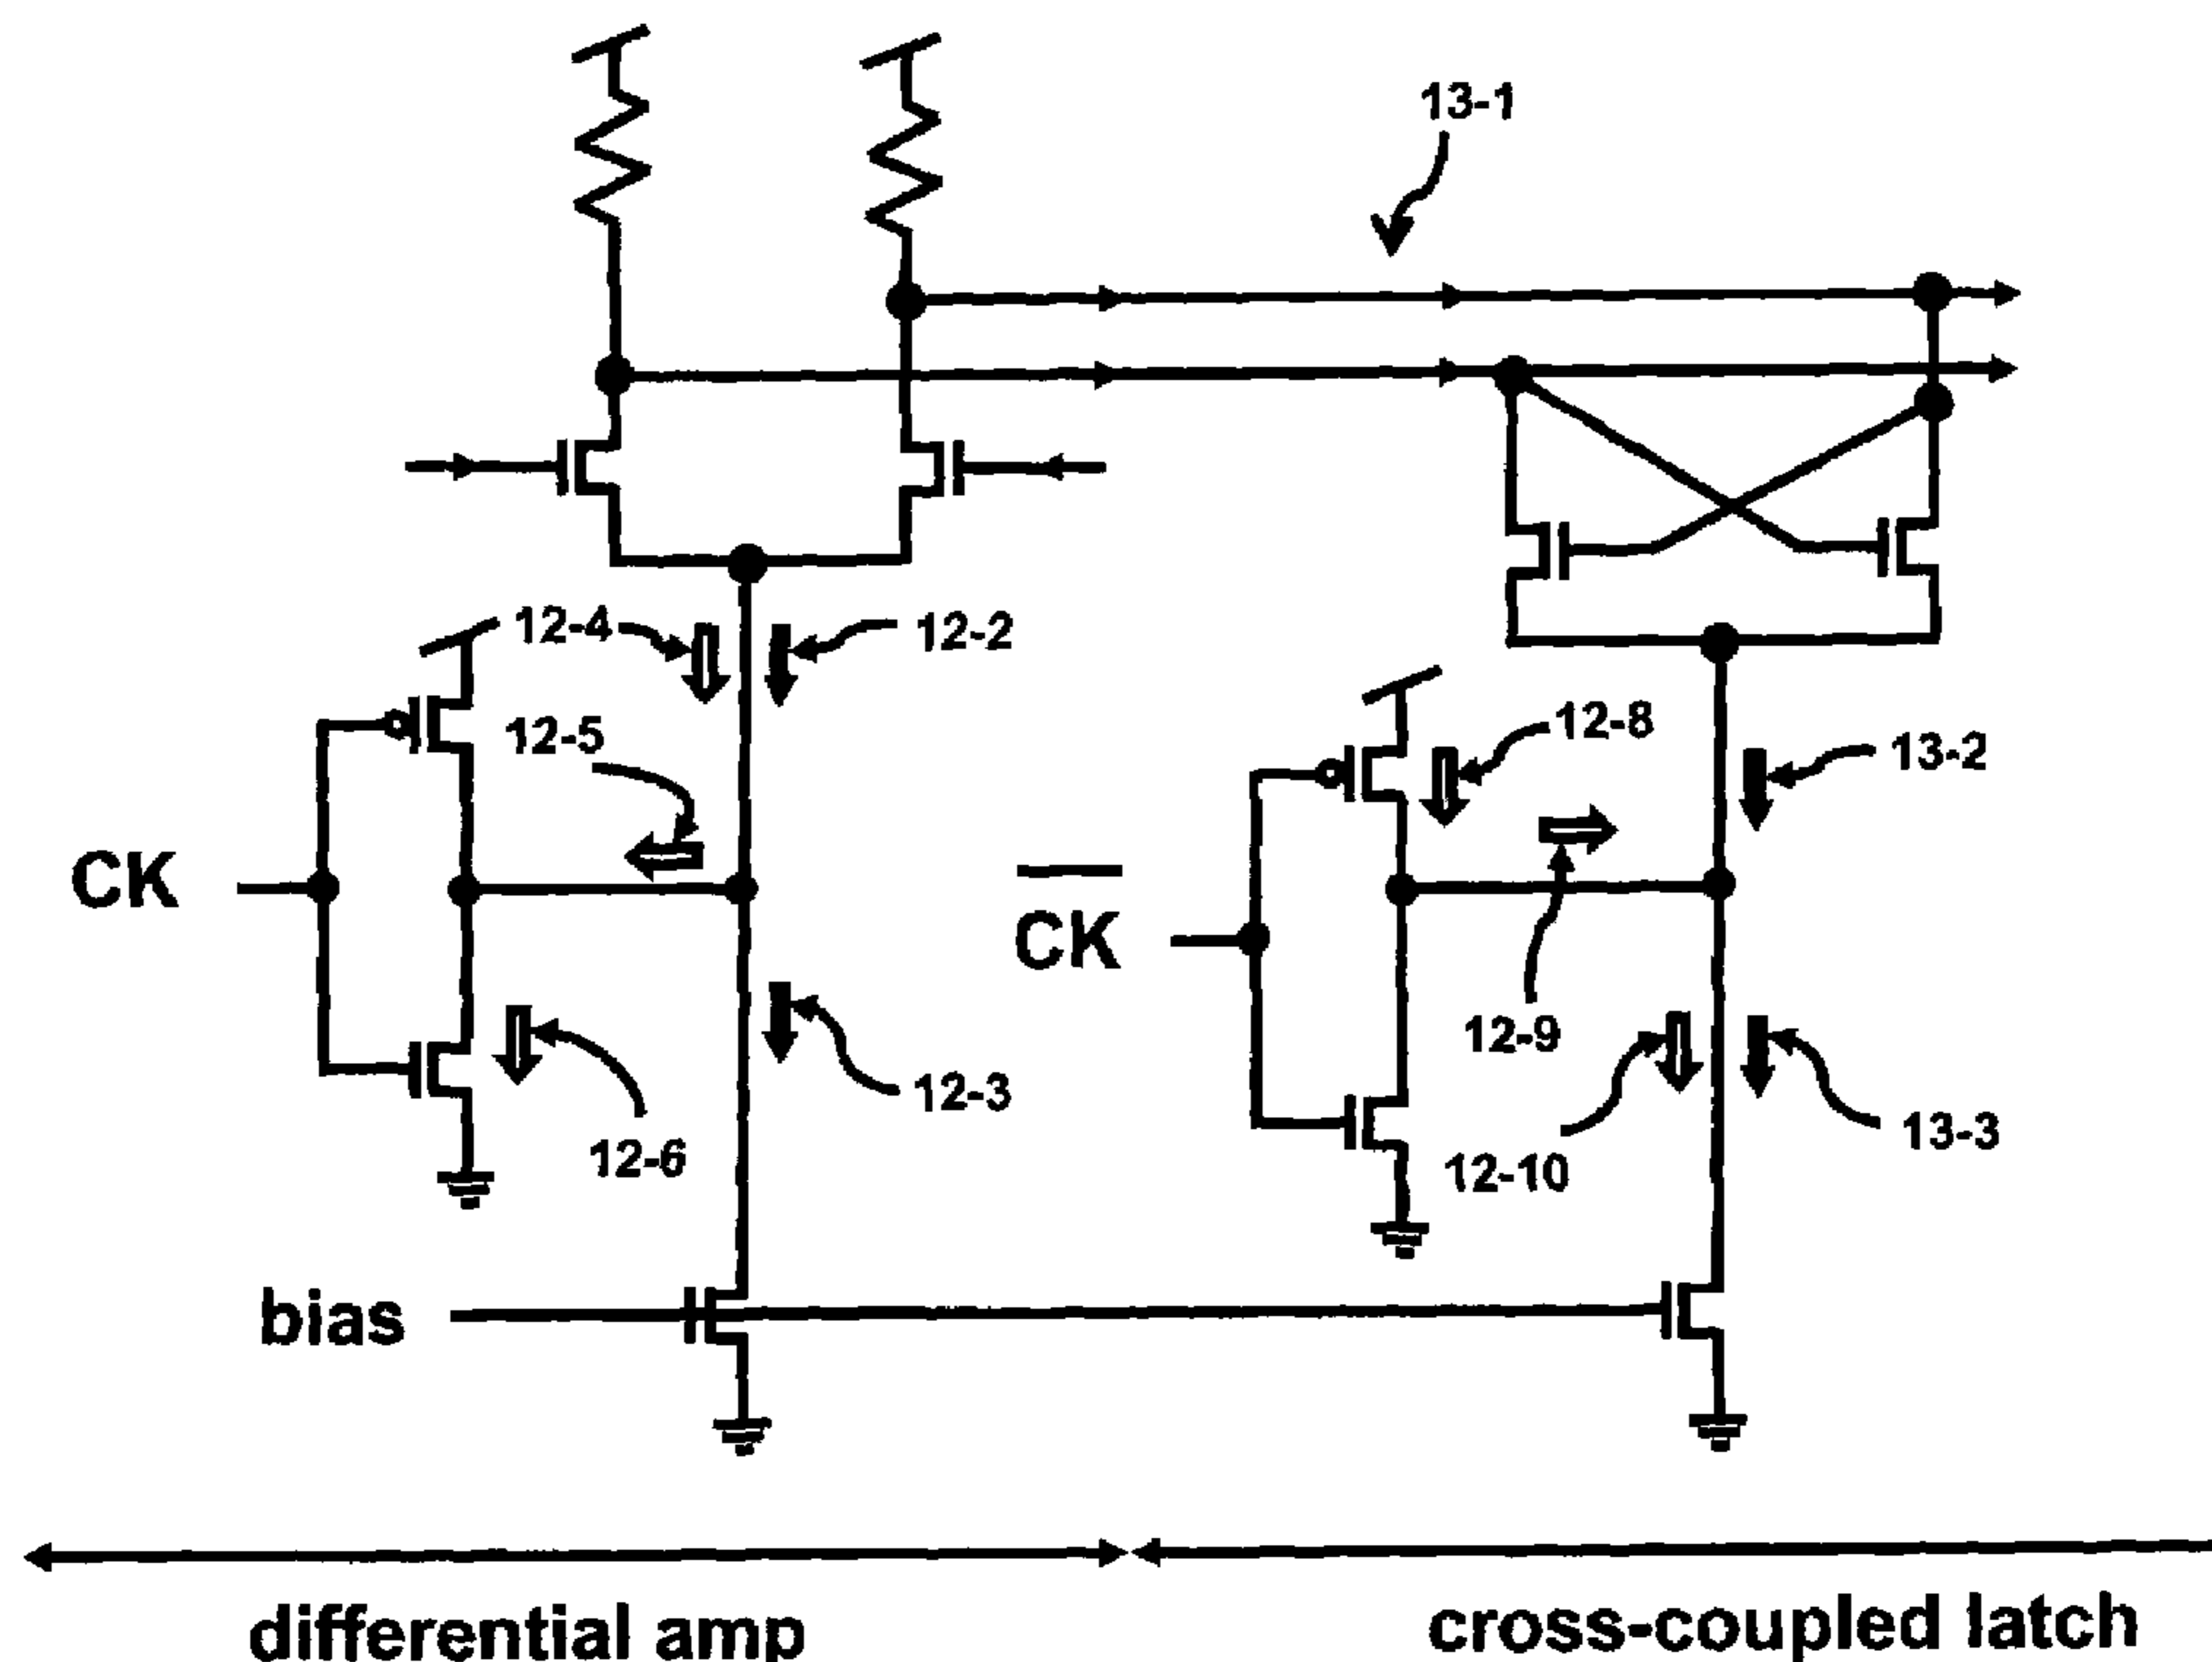 13-1
12-4
12-2
12-5
12-8
13-2
CK
C̅K̅
12-9
12-3
12-6
12-10
13-3
bias
differential amp
cross-coupled latch